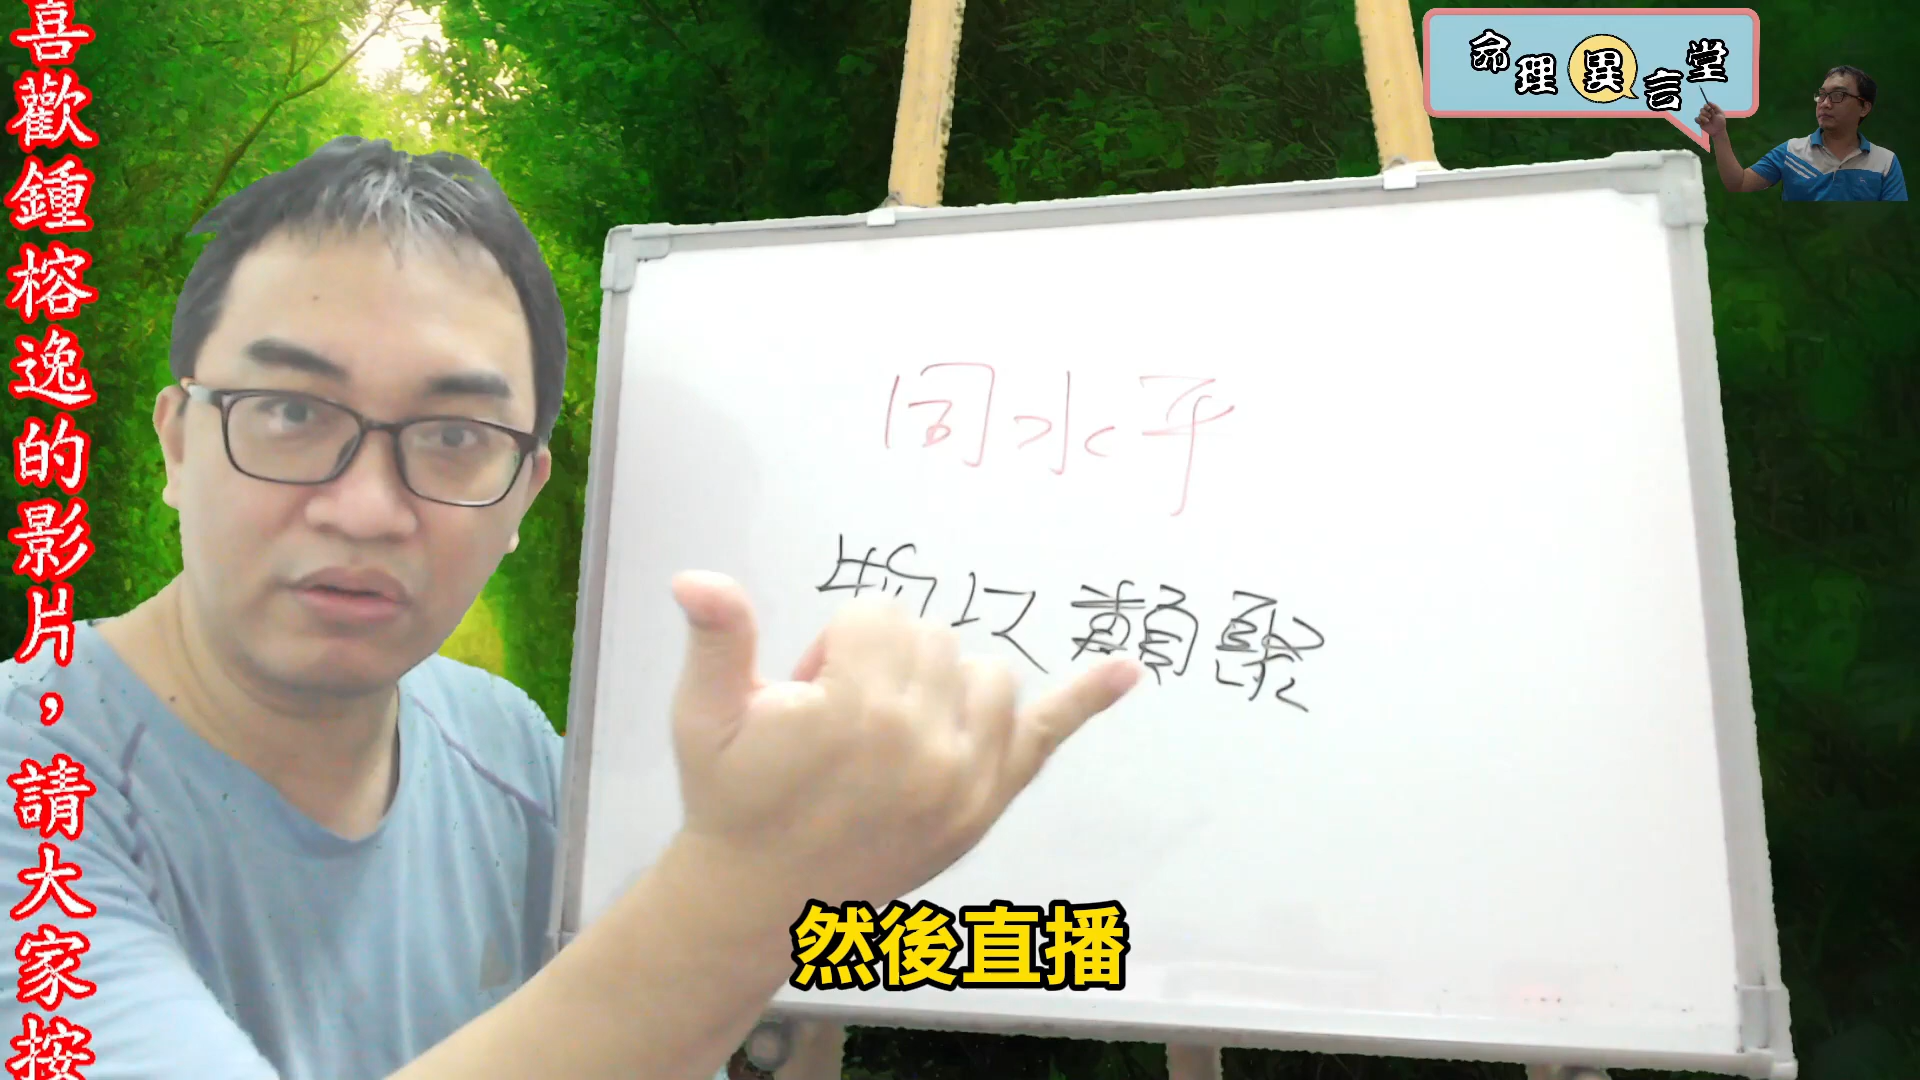 喜歡鍾榕逸的影片，請大家按
命理異言堂
同水平
物以類聚
然後直播